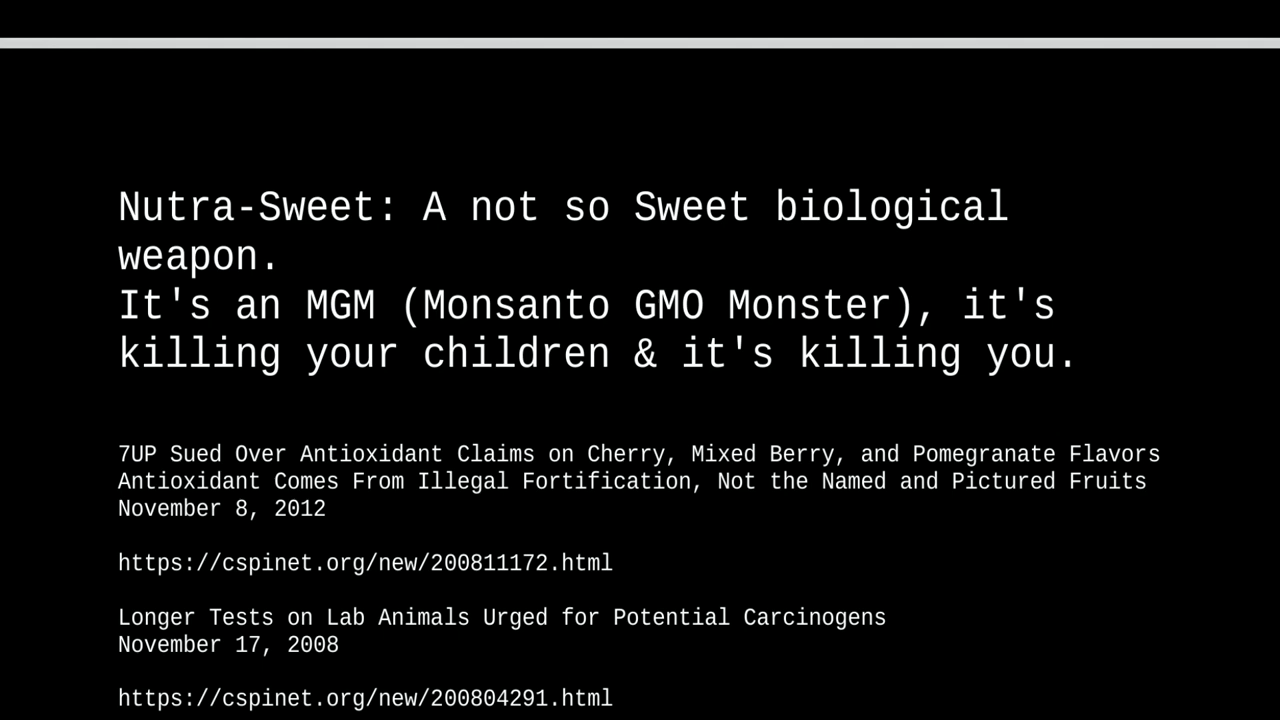 Nutra-Sweet: A not so Sweet biological
weapon.
It's an MGM (Monsanto GMO Monster), it's
killing your children & it's killing you.
7UP Sued Over Antioxidant Claims on Cherry, Mixed Berry, and Pomegranate Flavors
Antioxidant Comes From Illegal Fortification, Not the Named and Pictured Fruits
November 8, 2012
https://cspinet.org/new/200811172.html
Longer Tests on Lab Animals Urged for Potential Carcinogens
November 17, 2008
https://cspinet.org/new/200804291.html